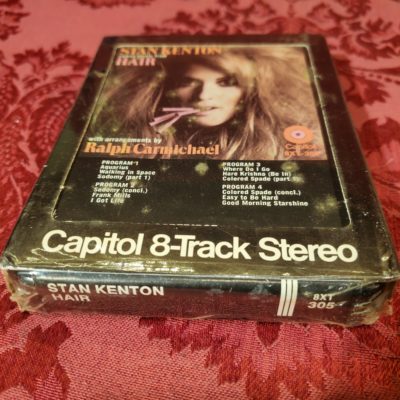 STAN KENTON
HAIR
Capitol
8XT-305
with arrangements by
Ralph Carmichael
PROGRAM 1
Aquarius
Walking in Space
Sodomy (part 1)
PROGRAM 2
Sodomy (concl.)
Frank Mills
I Got Life
PROGRAM 3
Where Do I Go
Hare Krishna (Be In)
Colored Spade (part 1)
PROGRAM 4
Colored Spade (concl.)
Easy to Be Hard
Good Morning Starshine
Capitol 8-Track Stereo
STAN KENTON
HAIR
8XT
305